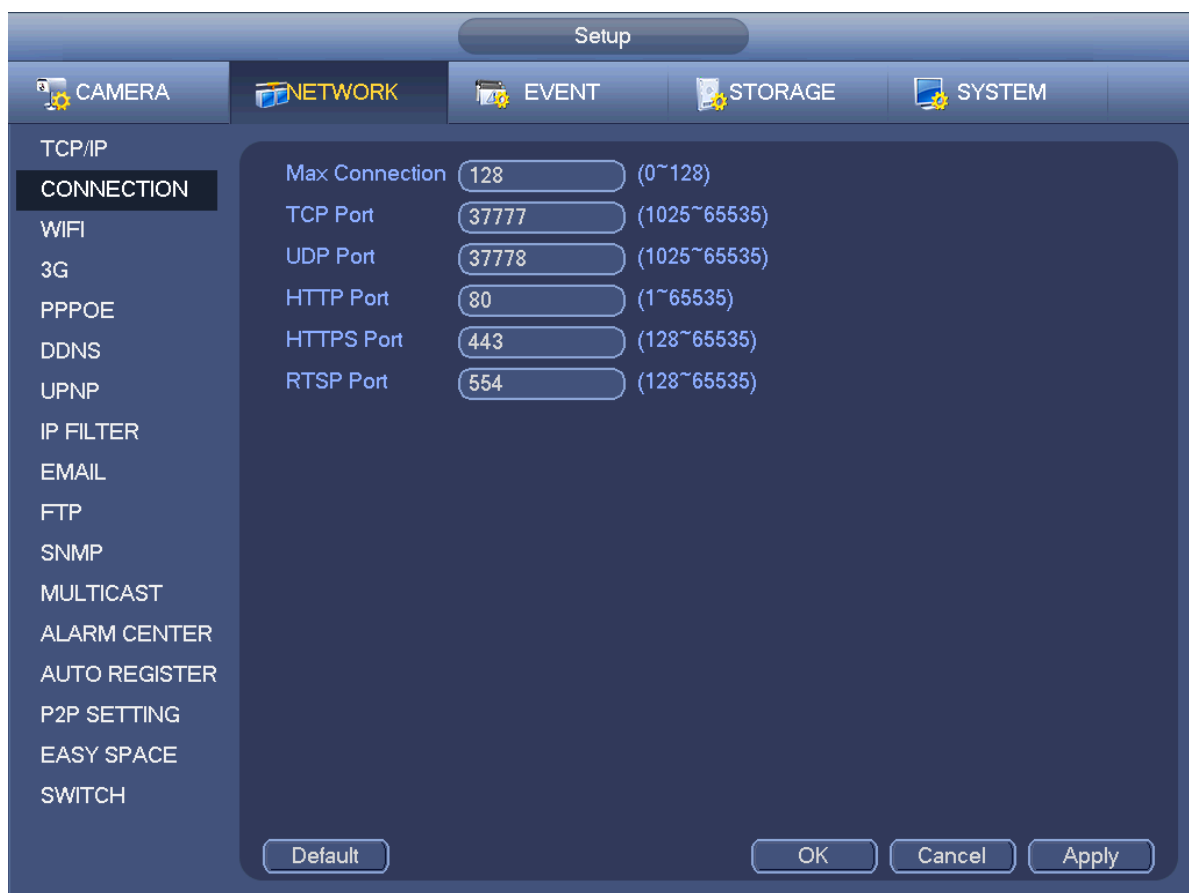 Setup
CAMERA NETWORK EVENT STORAGE SYSTEM
TCP/IP
CONNECTION
WIFI
3G
PPPOE
DDNS
UPNP
IP FILTER
EMAIL
FTP
SNMP
MULTICAST
ALARM CENTER
AUTO REGISTER
P2P SETTING
EASY SPACE
SWITCH
Max Connection 128 (0~128)
TCP Port 37777 (1025~65535)
UDP Port 37778 (1025~65535)
HTTP Port 80 (1~65535)
HTTPS Port 443 (128~65535)
RTSP Port 554 (128~65535)
Default OK Cancel Apply